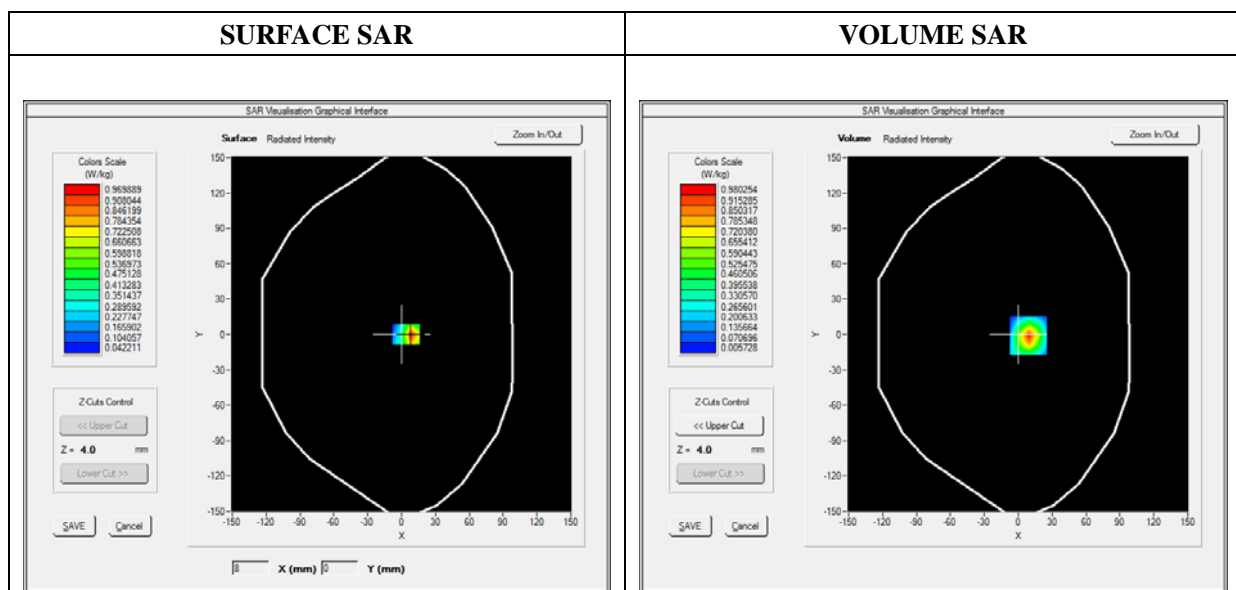 SURFACE SAR
VOLUME SAR
SAR Visualisation Graphical Interface
Surface Radiated Intensity
Zoom In/Out
Colors Scale
(W/kg)
0.969889
0.908044
0.846199
0.784354
0.722508
0.660663
0.598818
0.536973
0.475128
0.413283
0.351437
0.289592
0.227747
0.165902
0.104057
0.042211
150
120
90
60
30
0
-30
-60
-90
-120
-150
Y
-150 -120 -90 -60 -30 0 30 60 90 120 150
X
Z-Cuts Control
<< Upper Cut
Z = 4.0 mm
Lower Cut >>
SAVE Cancel
8 X (mm) 0 Y (mm)
SAR Visualisation Graphical Interface
Volume Radiated Intensity
Zoom In/Out
Colors Scale
(W/kg)
0.980254
0.915285
0.850317
0.785348
0.720380
0.655412
0.590443
0.525475
0.460506
0.395538
0.330570
0.265601
0.200633
0.135664
0.070696
0.005728
150
120
90
60
30
0
-30
-60
-90
-120
-150
Y
-150 -120 -90 -60 -30 0 30 60 90 120 150
X
Z-Cuts Control
<< Upper Cut
Z = 4.0 mm
Lower Cut >>
SAVE Cancel